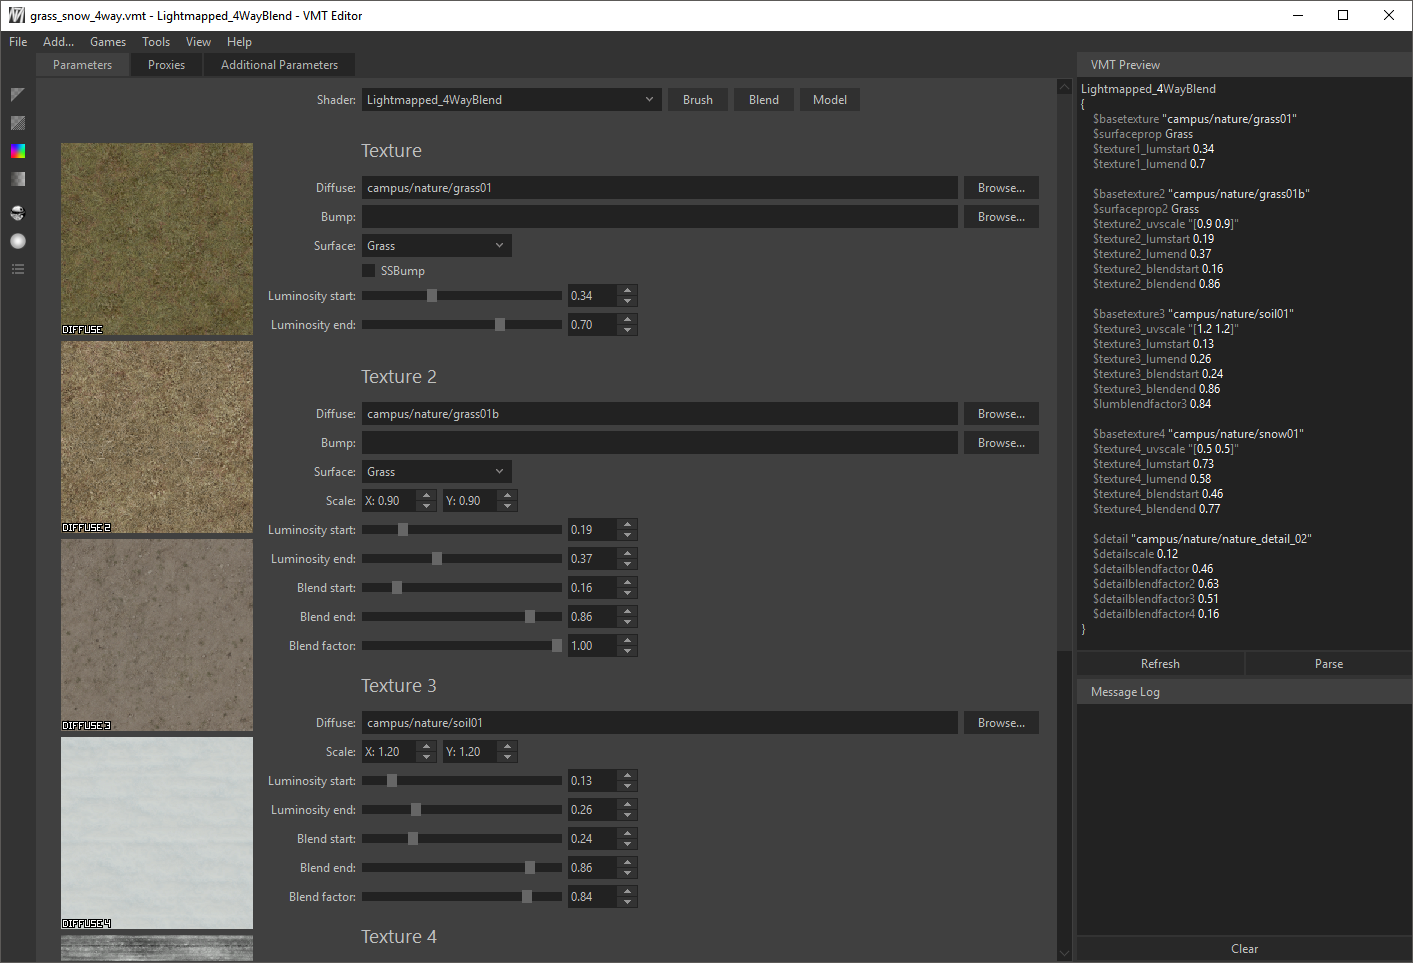 grass_snow_4way.vmt - Lightmapped_4WayBlend - VMT Editor
File Add... Games Tools View Help
Parameters Proxies Additional Parameters
Shader: Lightmapped_4WayBlend Brush Blend Model
Texture
Diffuse: campus/nature/grass01 Browse...
Bump: Browse...
Surface: Grass
SSBump
Luminosity start: 0.34
Luminosity end: 0.70
DIFFUSE
Texture 2
Diffuse: campus/nature/grass01b Browse...
Bump: Browse...
Surface: Grass
Scale: X: 0.90 Y: 0.90
Luminosity start: 0.19
DIFFUSE 2
Luminosity end: 0.37
Blend start: 0.16
Blend end: 0.86
Blend factor: 1.00
Texture 3
Diffuse: campus/nature/soil01 Browse...
DIFFUSE 3
Scale: X: 1.20 Y: 1.20
Luminosity start: 0.13
Luminosity end: 0.26
Blend start: 0.24
Blend end: 0.86
Blend factor: 0.84
DIFFUSE 4
Texture 4
VMT Preview
Lightmapped_4WayBlend
{
$basetexture "campus/nature/grass01"
$surfaceprop Grass
$texture1_lumstart 0.34
$texture1_lumend 0.7
$basetexture2 "campus/nature/grass01b"
$surfaceprop2 Grass
$texture2_uvscale "[0.9 0.9]"
$texture2_lumstart 0.19
$texture2_lumend 0.37
$texture2_blendstart 0.16
$texture2_blendend 0.86
$basetexture3 "campus/nature/soil01"
$texture3_uvscale "[1.2 1.2]"
$texture3_lumstart 0.13
$texture3_lumend 0.26
$texture3_blendstart 0.24
$texture3_blendend 0.86
$lumblendfactor3 0.84
$basetexture4 "campus/nature/snow01"
$texture4_uvscale "[0.5 0.5]"
$texture4_lumstart 0.73
$texture4_lumend 0.58
$texture4_blendstart 0.46
$texture4_blendend 0.77
$detail "campus/nature/nature_detail_02"
$detailscale 0.12
$detailblendfactor 0.46
$detailblendfactor2 0.63
$detailblendfactor3 0.51
$detailblendfactor4 0.16
}
Refresh Parse
Message Log
Clear